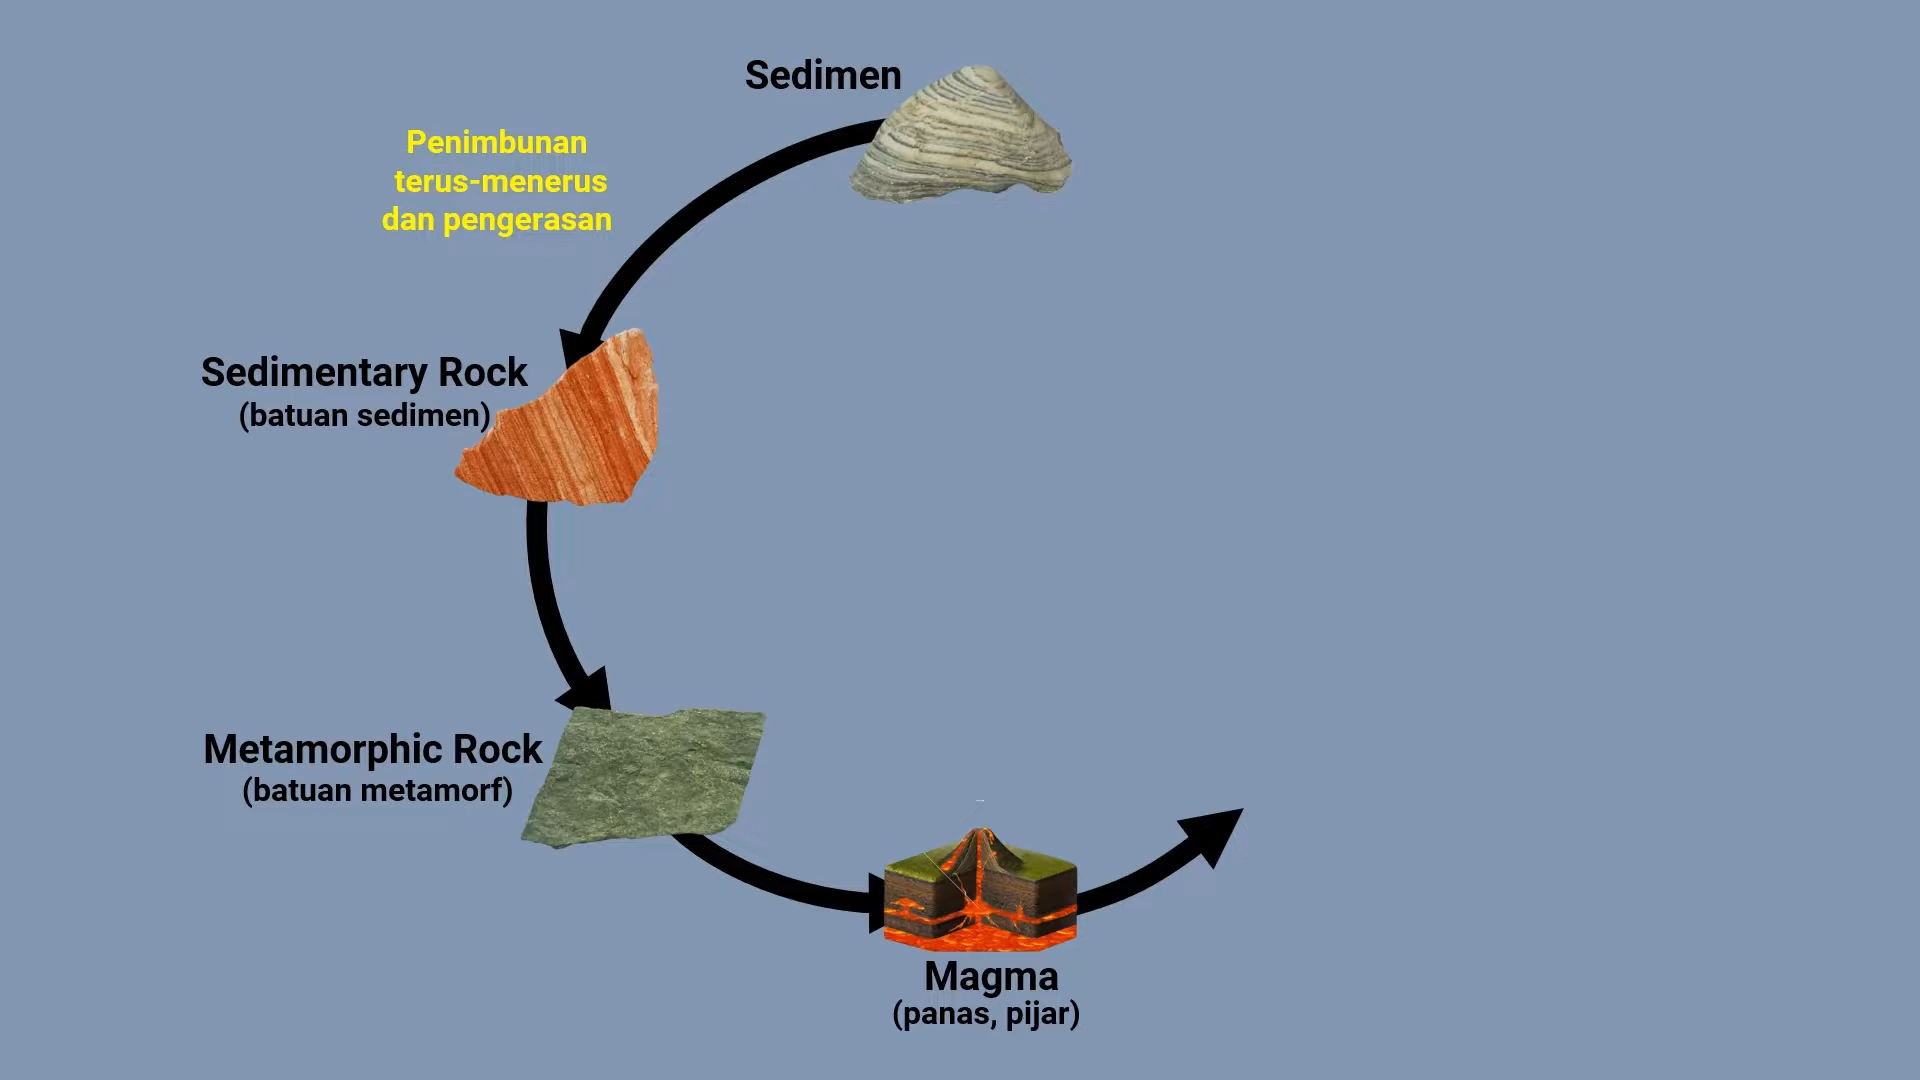 Sedimen
Penimbunan
terus-menerus
dan pengerasan
Sedimentary Rock
(batuan sedimen)
Metamorphic Rock
(batuan metamorf)
Magma
(panas, pijar)